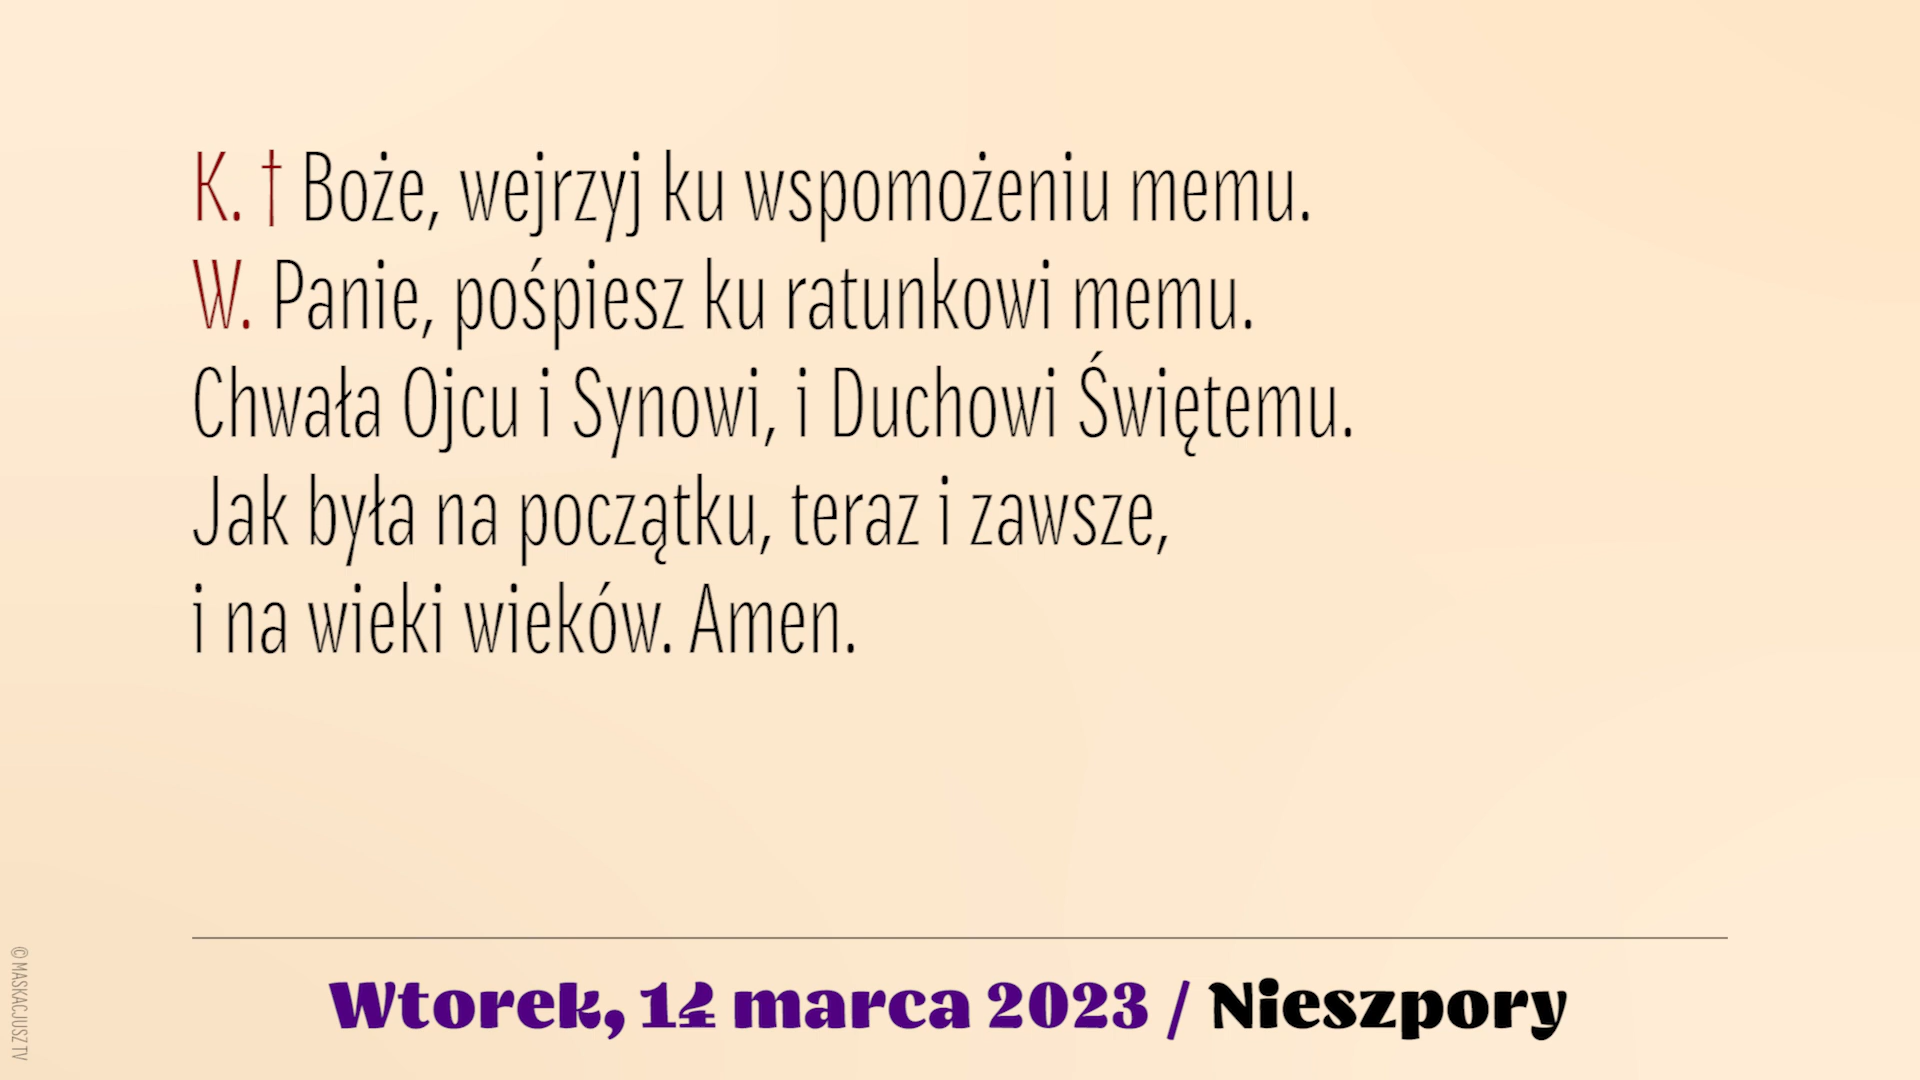 K. † Boże, wejrzyj ku wspomożeniu memu.
W. Panie, pośpiesz ku ratunkowi memu.
Chwała Ojcu i Synowi, i Duchowi Świętemu.
Jak była na początku, teraz i zawsze,
i na wieki wieków. Amen.
Wtorek, 14 marca 2023 / Nieszpory
© MASKACJUSZ TV